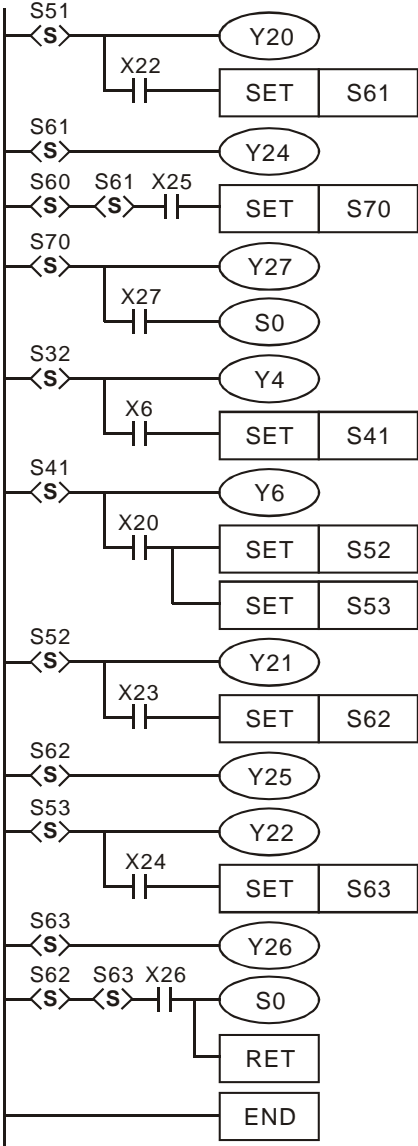 S51
S Y20
X22
SET S61
S61
S Y24
S60 S61 X25
S S SET S70
S70
S Y27
X27
S0
S32
S Y4
X6
SET S41
S41
S Y6
X20
SET S52
SET S53
S52
S Y21
X23
SET S62
S62
S Y25
S53
S Y22
X24
SET S63
S63
S Y26
S62 S63 X26
S S S0
RET
END